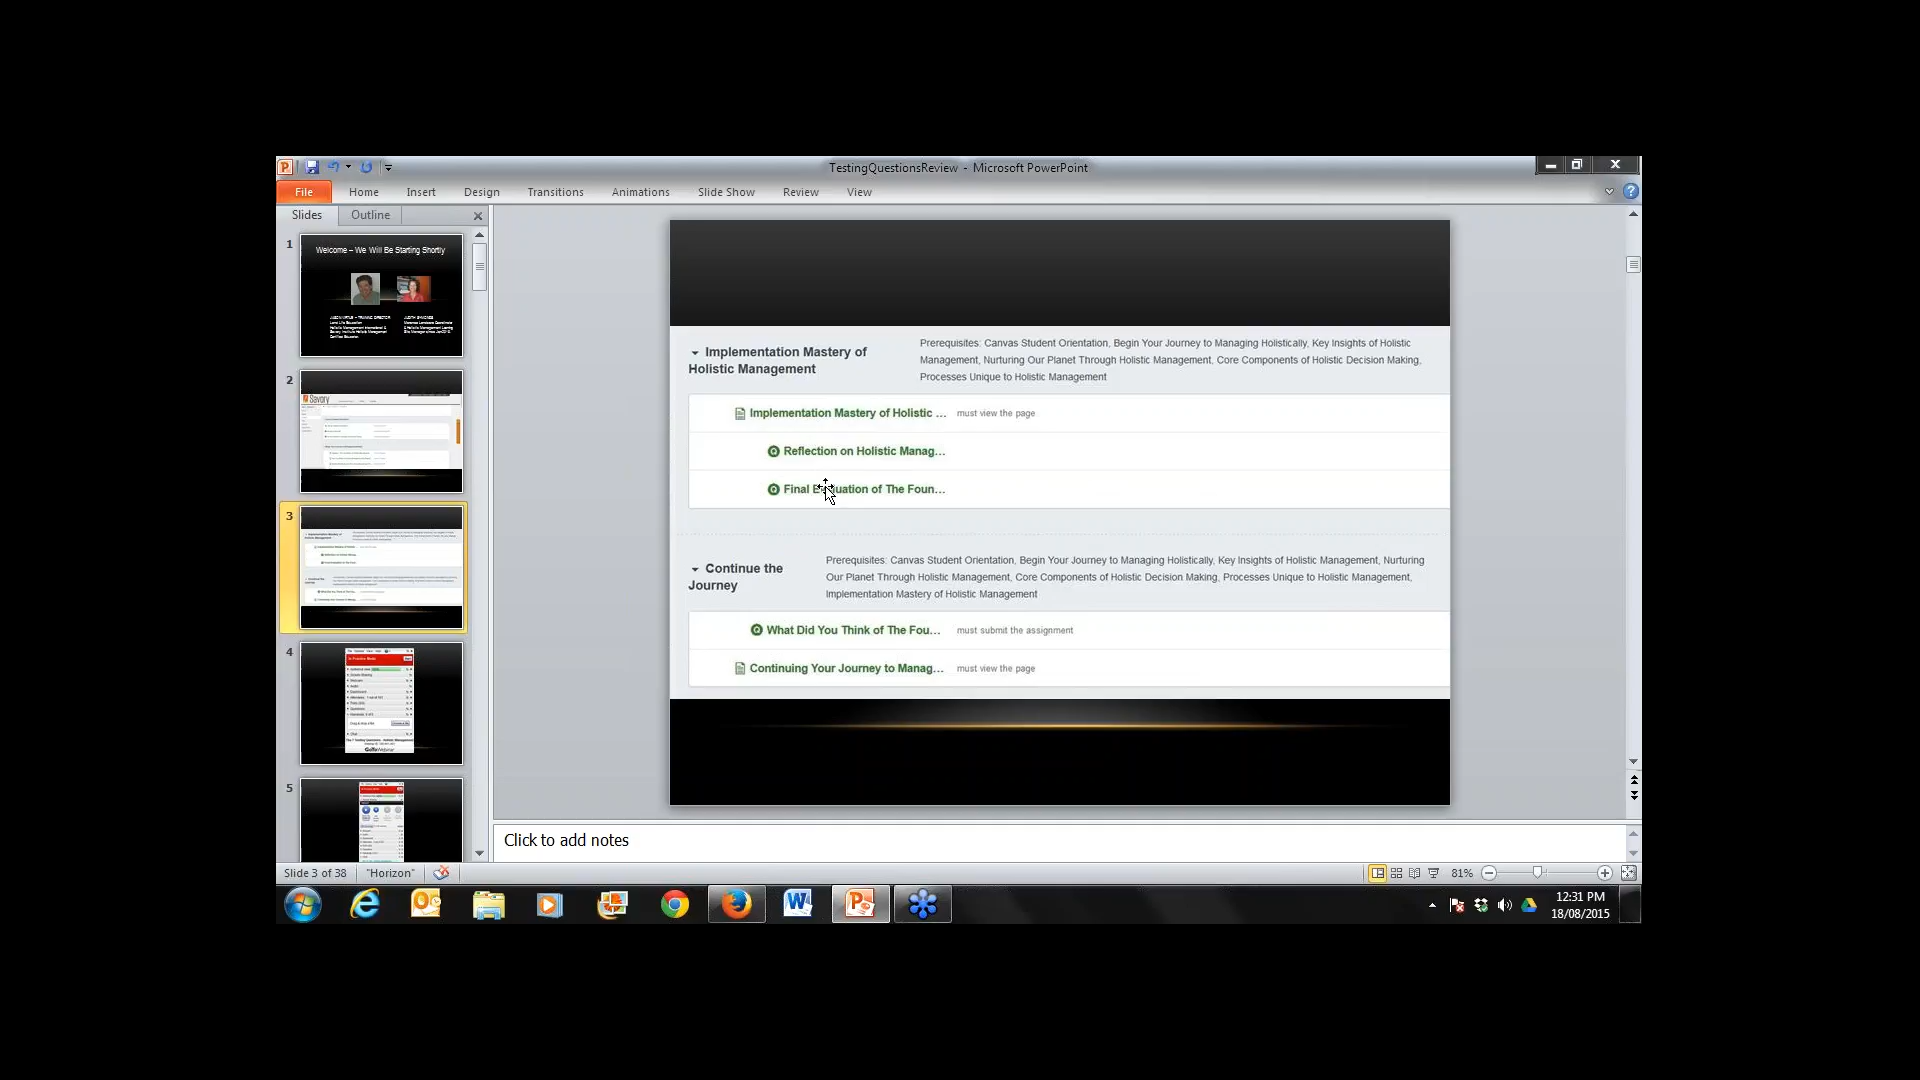 TestingQuestionsReview - Microsoft PowerPoint
File Home Insert Design Transitions Animations Slide Show Review View
Slides Outline
1
Welcome – We Will Be Starting Shortly
2
Savory
3
4
5
Implementation Mastery of
Holistic Management
Prerequisites: Canvas Student Orientation, Begin Your Journey to Managing Holistically, Key Insights of Holistic
Management, Nurturing Our Planet Through Holistic Management, Core Components of Holistic Decision Making,
Processes Unique to Holistic Management
Implementation Mastery of Holistic ... must view the page
Reflection on Holistic Manag...
Final of The Foun...
Continue the
Journey
Prerequisites: Canvas Student Orientation, Begin Your Journey to Managing Holistically, Key Insights of Holistic Management, Nurturing
Our Planet Through Holistic Management, Core Components of Holistic Decision Making, Processes Unique to Holistic Management,
Implementation Mastery of Holistic Management
What Did You Think of The Fou... must submit the assignment
Continuing Your Journey to Manag... must view the page
Click to add notes
Slide 3 of 38 "Horizon" 81%
12:31 PM
18/08/2015